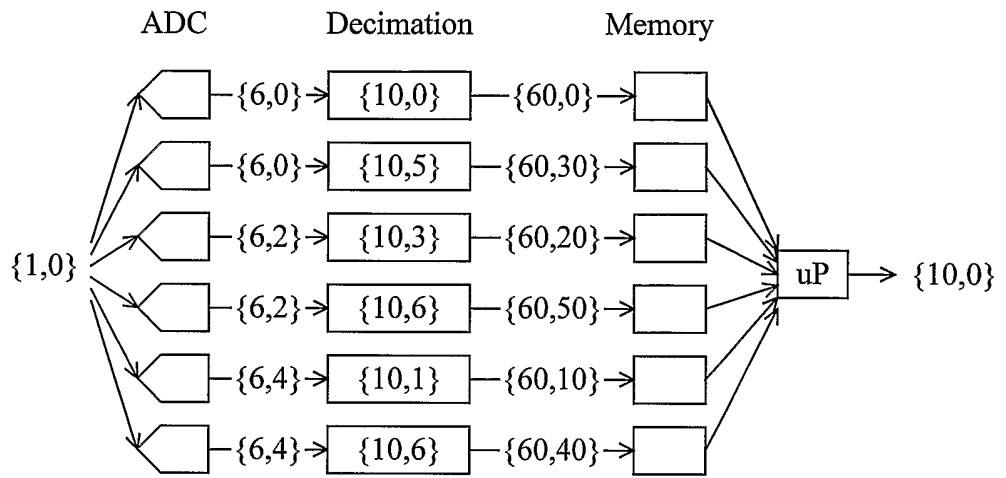 ADC Decimation Memory
{6,0} {10,0} {60,0}
{6,0} {10,5} {60,30}
{6,2} {10,3} {60,20}
{1,0} uP {10,0}
{6,2} {10,6} {60,50}
{6,4} {10,1} {60,10}
{6,4} {10,6} {60,40}